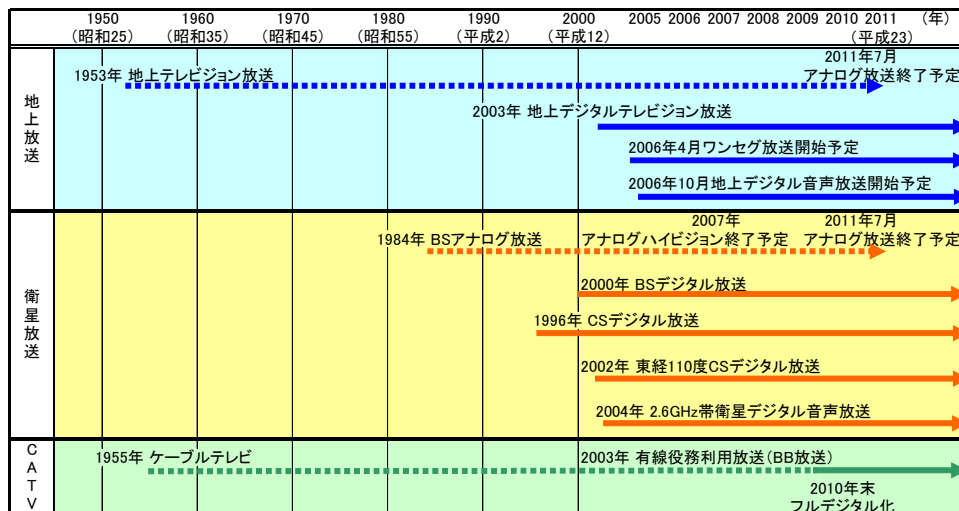 1950 1960 1970 1980 1990 2000 2005 2006 2007 2008 2009 2010 2011 (年)
(昭和25) (昭和35) (昭和45) (昭和55) (平成2) (平成12) (平成23)
地上放送
2011年7月
1953年 地上テレビジョン放送 アナログ放送終了予定
2003年 地上デジタルテレビジョン放送
2006年4月ワンセグ放送開始予定
2006年10月地上デジタル音声放送開始予定
衛星放送
2007年 2011年7月
1984年 BSアナログ放送 アナログハイビジョン終了予定 アナログ放送終了予定
2000年 BSデジタル放送
1996年 CSデジタル放送
2002年 東経110度CSデジタル放送
2004年 2.6GHz帯衛星デジタル音声放送
CATV
1955年 ケーブルテレビ 2003年 有線役務利用放送(BB放送)
2010年末
フルデジタル化